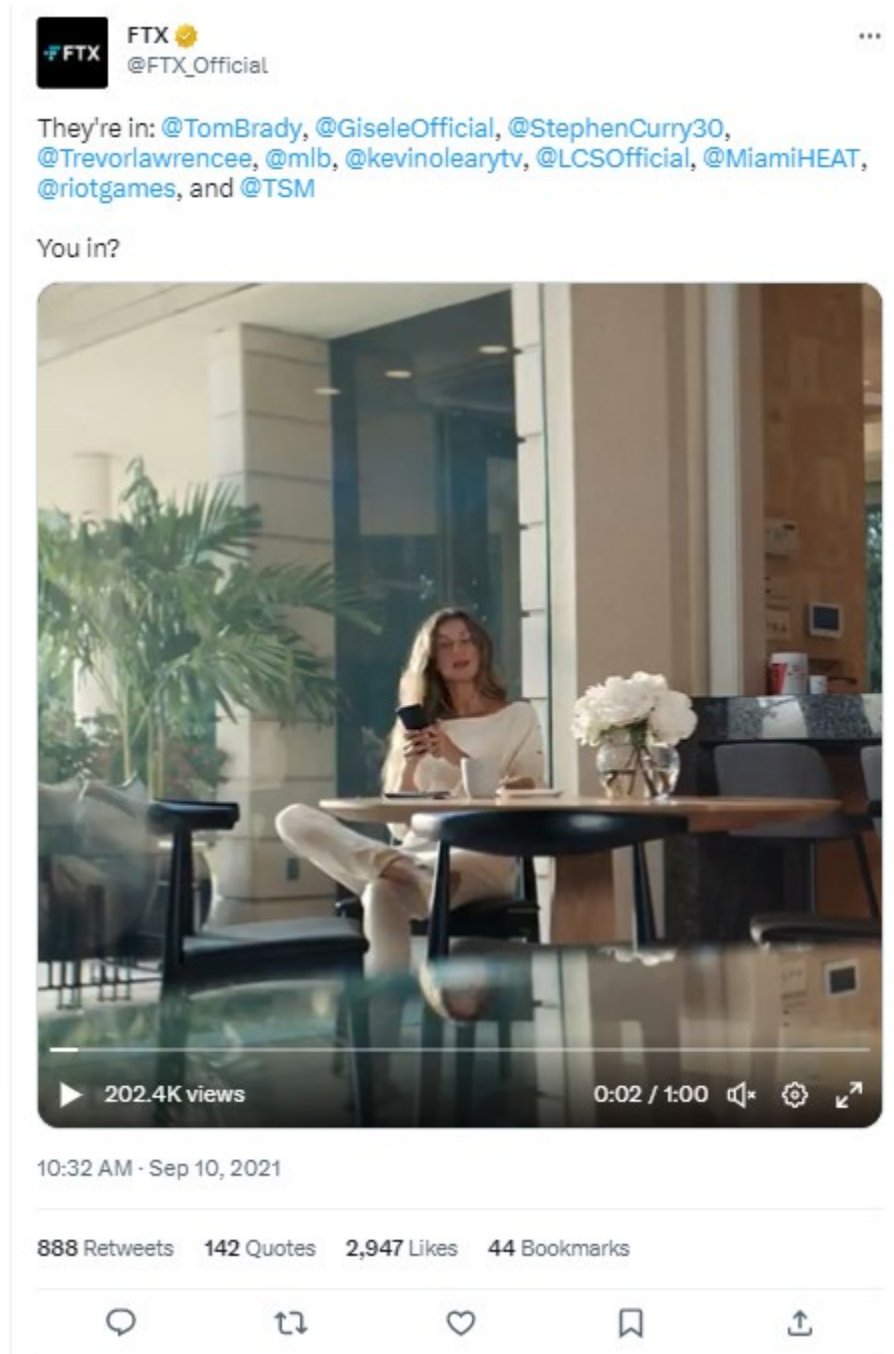 FTX
FTX
@FTX_Official
They're in: @TomBrady, @GiseleOfficial, @StephenCurry30,
@Trevorlawrencee, @mlb, @kevinolearytv, @LCSOfficial, @MiamiHEAT,
@riotgames, and @TSM
You in?
202.4K views
0:02 / 1:00
10:32 AM · Sep 10, 2021
888 Retweets 142 Quotes 2,947 Likes 44 Bookmarks